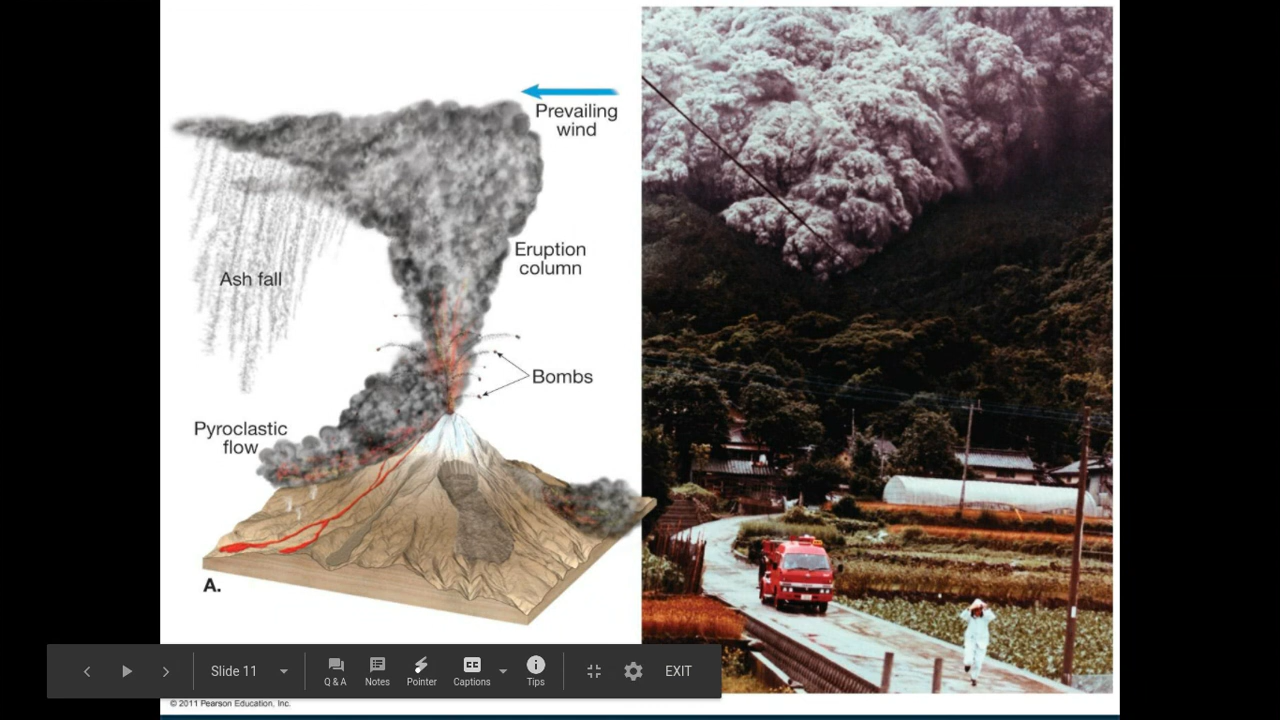 Prevailing
wind
Eruption
column
Ash fall
Bombs
Pyroclastic
flow
A.
Slide 11
Q & A
Notes
Pointer
CC
Captions
Tips
EXIT
© 2011 Pearson Education, Inc.